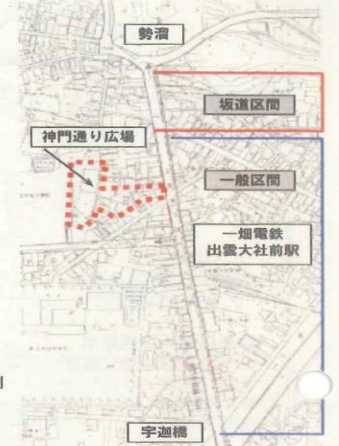 勢溜
坂道区間
神門通り広場
一般区間
一畑電鉄
出雲大社前駅
宇迦橋